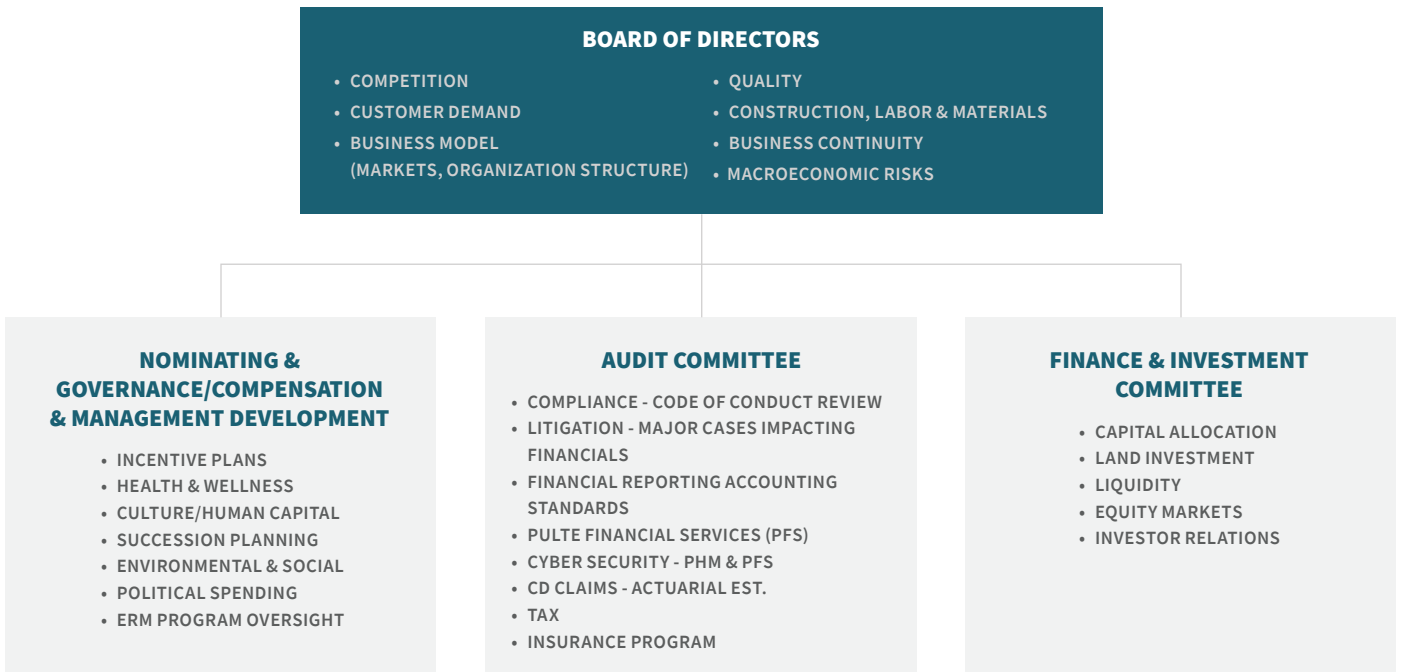 BOARD OF DIRECTORS
• COMPETITION
• CUSTOMER DEMAND
• BUSINESS MODEL
(MARKETS, ORGANIZATION STRUCTURE)
• QUALITY
• CONSTRUCTION, LABOR & MATERIALS
• BUSINESS CONTINUITY
• MACROECONOMIC RISKS
NOMINATING &
GOVERNANCE/COMPENSATION
& MANAGEMENT DEVELOPMENT
• INCENTIVE PLANS
• HEALTH & WELLNESS
• CULTURE/HUMAN CAPITAL
• SUCCESSION PLANNING
• ENVIRONMENTAL & SOCIAL
• POLITICAL SPENDING
• ERM PROGRAM OVERSIGHT
AUDIT COMMITTEE
• COMPLIANCE - CODE OF CONDUCT REVIEW
• LITIGATION - MAJOR CASES IMPACTING
FINANCIALS
• FINANCIAL REPORTING ACCOUNTING
STANDARDS
• PULTE FINANCIAL SERVICES (PFS)
• CYBER SECURITY - PHM & PFS
• CD CLAIMS - ACTUARIAL EST.
• TAX
• INSURANCE PROGRAM
FINANCE & INVESTMENT
COMMITTEE
• CAPITAL ALLOCATION
• LAND INVESTMENT
• LIQUIDITY
• EQUITY MARKETS
• INVESTOR RELATIONS